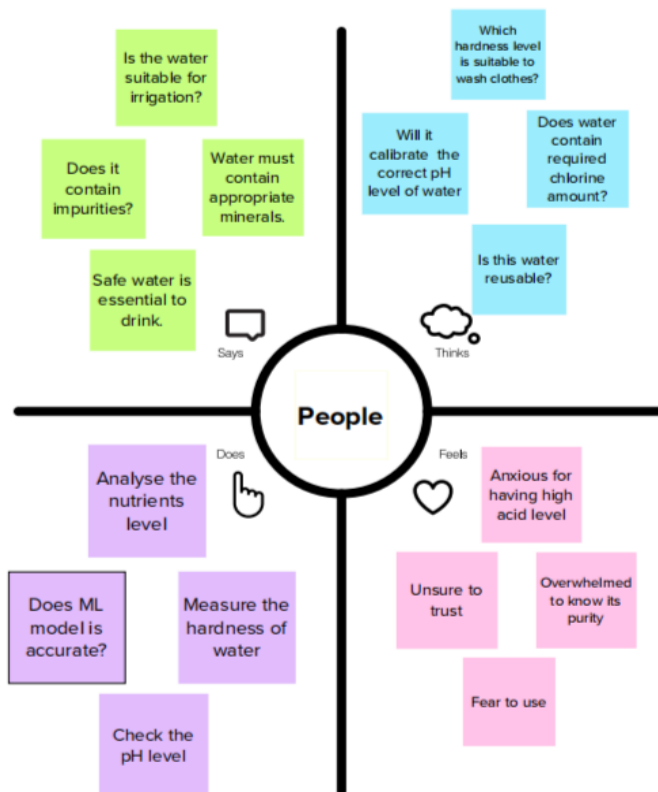 Is the water
suitable for
irrigation?
Does it
contain
impurities?
Water must
contain
appropriate
minerals.
Safe water is
essential to
drink.
Says
Which
hardness level
is suitable to
wash clothes?
Will it
calibrate the
correct pH
level of water
Does water
contain
required
chlorine
amount?
Is this water
reusable?
Thinks
People
Does
Analyse the
nutrients
level
Does ML
model is
accurate?
Measure the
hardness of
water
Check the
pH level
Feels
Anxious for
having high
acid level
Unsure to
trust
Overwhelmed
to know its
purity
Fear to use